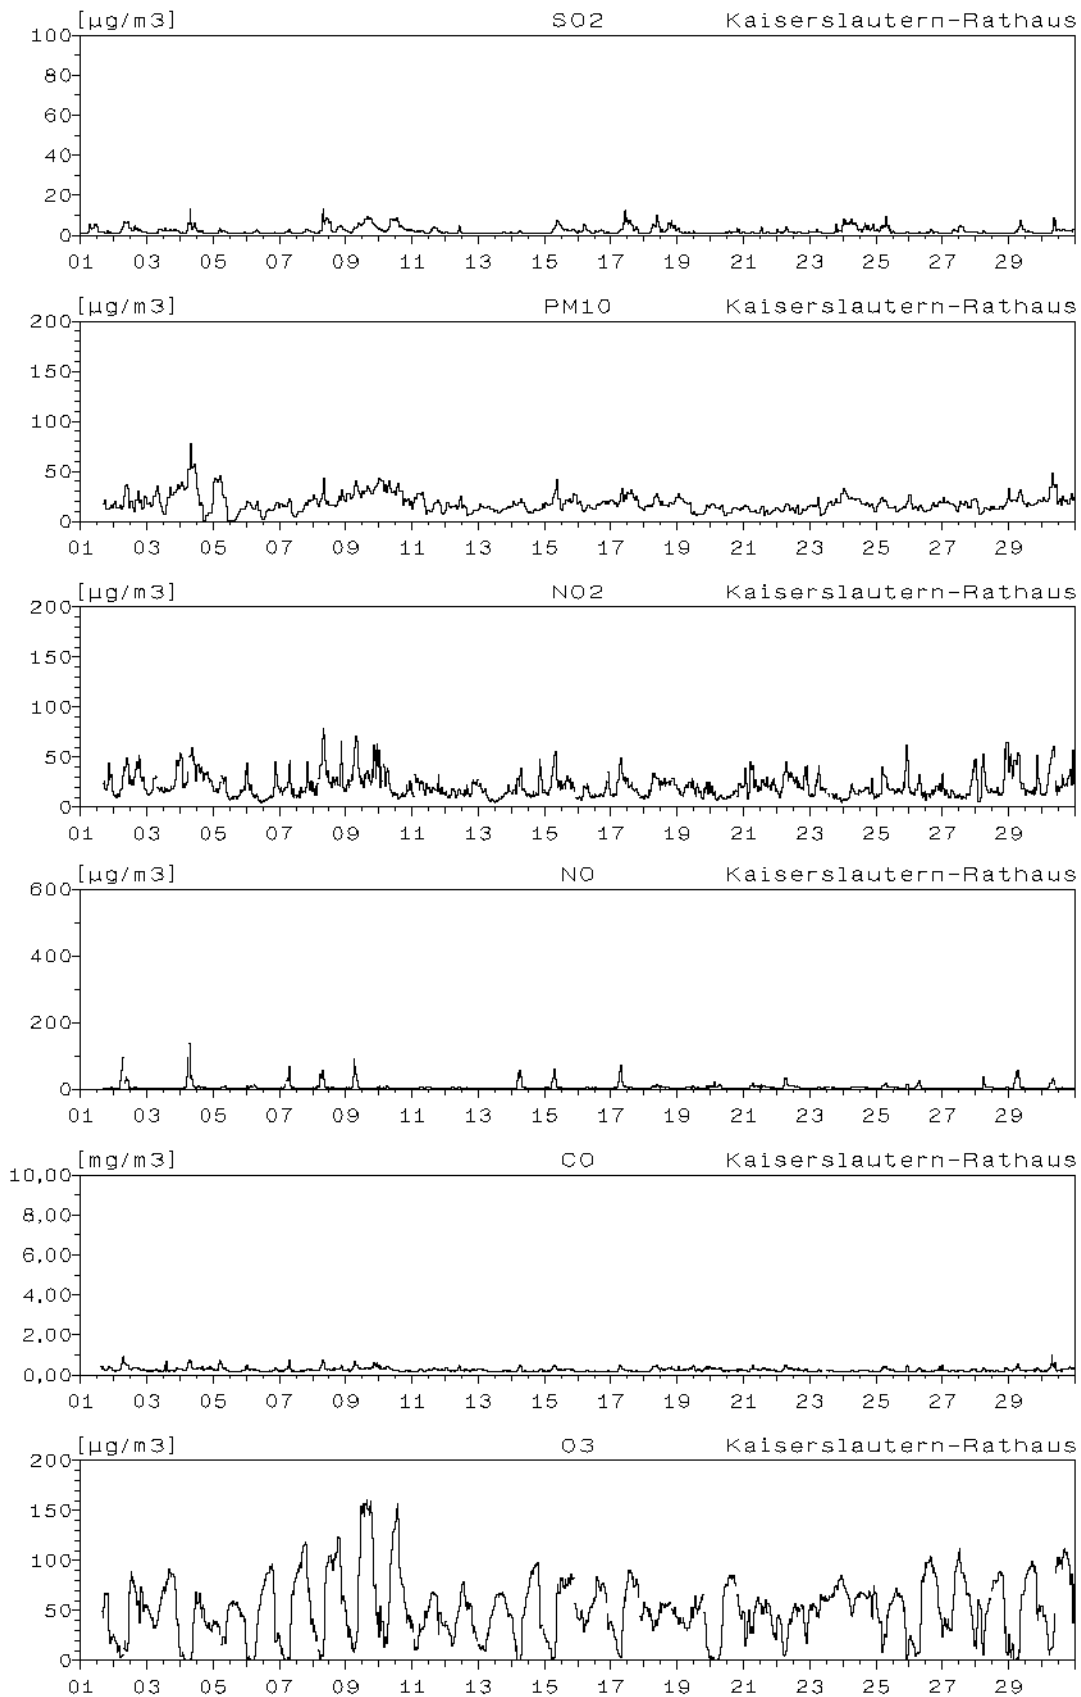 [µg/m3] SO2 Kaiserslautern-Rathaus
100
80
60
40
20
0
01 03 05 07 09 11 13 15 17 19 21 23 25 27 29
[µg/m3] PM10 Kaiserslautern-Rathaus
200
150
100
50
0
01 03 05 07 09 11 13 15 17 19 21 23 25 27 29
[µg/m3] NO2 Kaiserslautern-Rathaus
200
150
100
50
0
01 03 05 07 09 11 13 15 17 19 21 23 25 27 29
[µg/m3] NO Kaiserslautern-Rathaus
600
400
200
0
01 03 05 07 09 11 13 15 17 19 21 23 25 27 29
[mg/m3] CO Kaiserslautern-Rathaus
10,00
8,00
6,00
4,00
2,00
0,00
01 03 05 07 09 11 13 15 17 19 21 23 25 27 29
[µg/m3] O3 Kaiserslautern-Rathaus
200
150
100
50
0
01 03 05 07 09 11 13 15 17 19 21 23 25 27 29